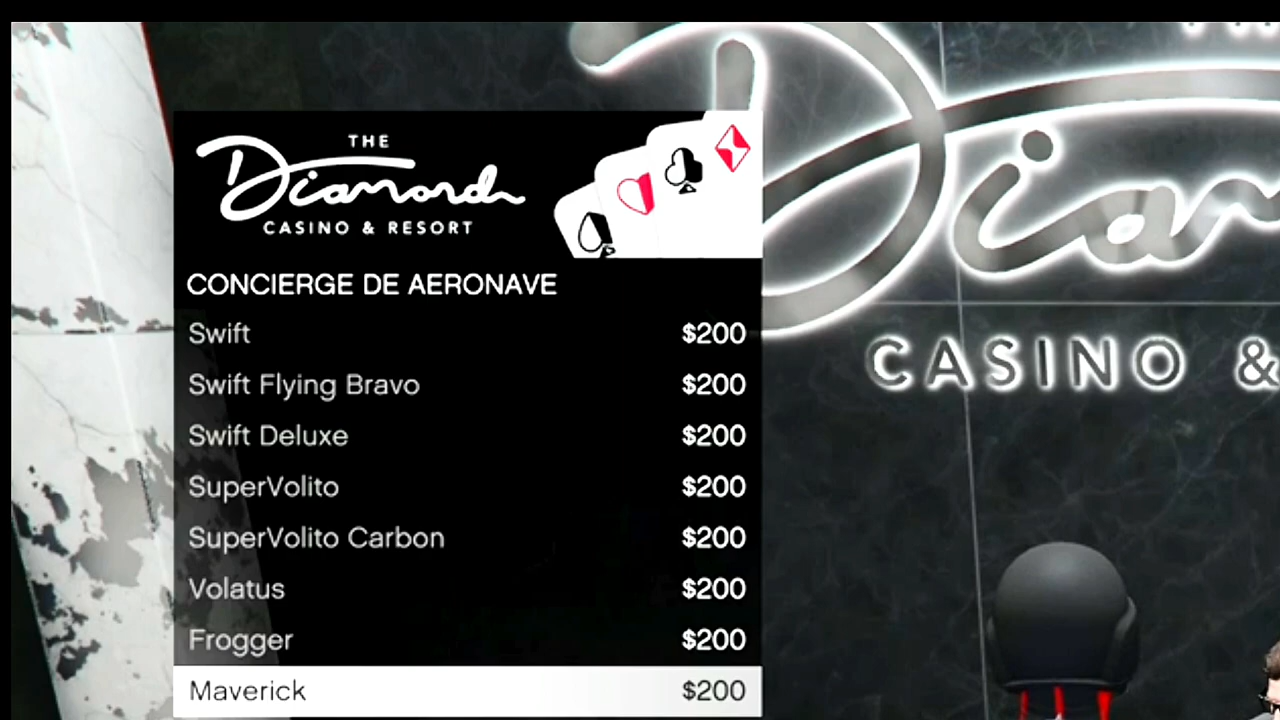 THE
Diamond
CASINO & RESORT
CONCIERGE DE AERONAVE
Swift $200
Swift Flying Bravo $200
Swift Deluxe $200
SuperVolito $200
SuperVolito Carbon $200
Volatus $200
Frogger $200
Maverick $200
CASINO &